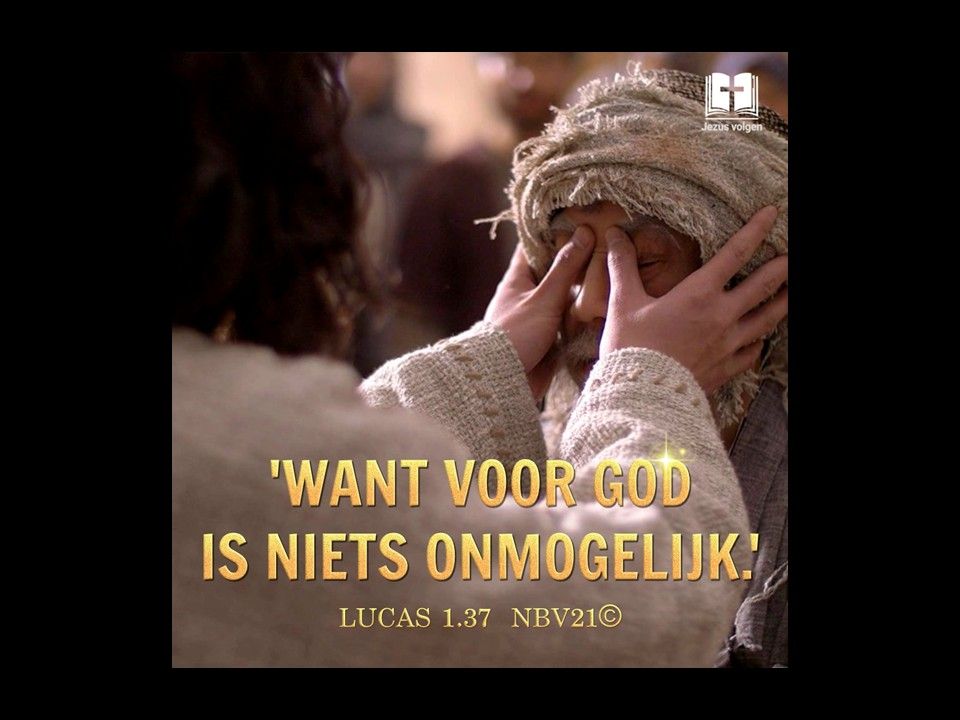 Jezus volgen
'WANT VOOR GOD
IS NIETS ONMOGELIJK.'
LUCAS 1.37 NBV21©